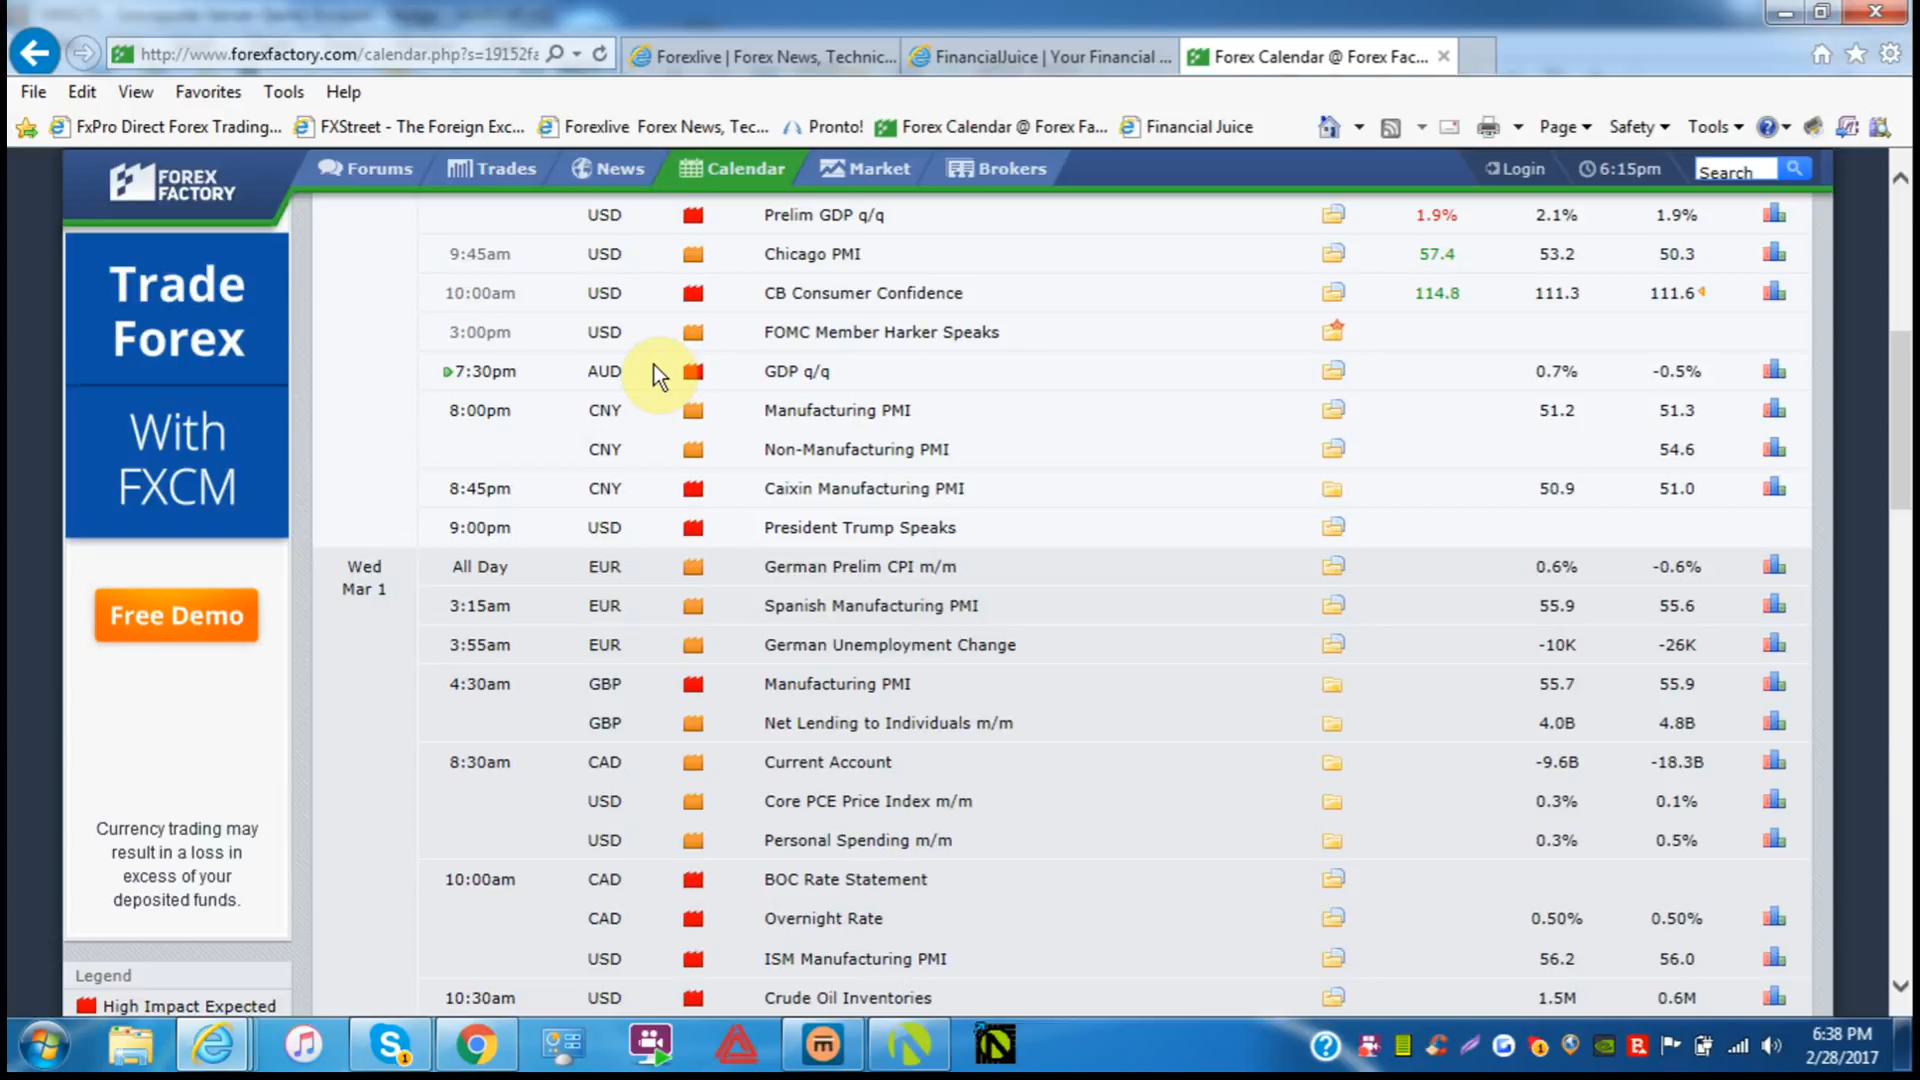 http://www.forexfactory.com/calendar.php?s=19152fa
Forexlive | Forex News, Technic...
FinancialJuice | Your Financial ...
Forex Calendar @ Forex Fac...
File Edit View Favorites Tools Help
FxPro Direct Forex Trading... FXStreet - The Foreign Exc... Forexlive Forex News, Tec... Pronto! Forex Calendar @ Forex Fa... Financial Juice Page Safety Tools
FOREX
FACTORY
Forums Trades News Calendar Market Brokers Login 6:15pm Search
USD Prelim GDP q/q 1.9% 2.1% 1.9%
9:45am USD Chicago PMI 57.4 53.2 50.3
10:00am USD CB Consumer Confidence 114.8 111.3 111.6
3:00pm USD FOMC Member Harker Speaks
7:30pm AUD GDP q/q 0.7% -0.5%
8:00pm CNY Manufacturing PMI 51.2 51.3
CNY Non-Manufacturing PMI 54.6
8:45pm CNY Caixin Manufacturing PMI 50.9 51.0
9:00pm USD President Trump Speaks
Wed
Mar 1
All Day EUR German Prelim CPI m/m 0.6% -0.6%
3:15am EUR Spanish Manufacturing PMI 55.9 55.6
3:55am EUR German Unemployment Change -10K -26K
4:30am GBP Manufacturing PMI 55.7 55.9
GBP Net Lending to Individuals m/m 4.0B 4.8B
8:30am CAD Current Account -9.6B -18.3B
USD Core PCE Price Index m/m 0.3% 0.1%
USD Personal Spending m/m 0.3% 0.5%
10:00am CAD BOC Rate Statement
CAD Overnight Rate 0.50% 0.50%
USD ISM Manufacturing PMI 56.2 56.0
10:30am USD Crude Oil Inventories 1.5M 0.6M
Trade
Forex
With
FXCM
Free Demo
Currency trading may
result in a loss in
excess of your
deposited funds.
Legend
High Impact Expected
6:38 PM
2/28/2017